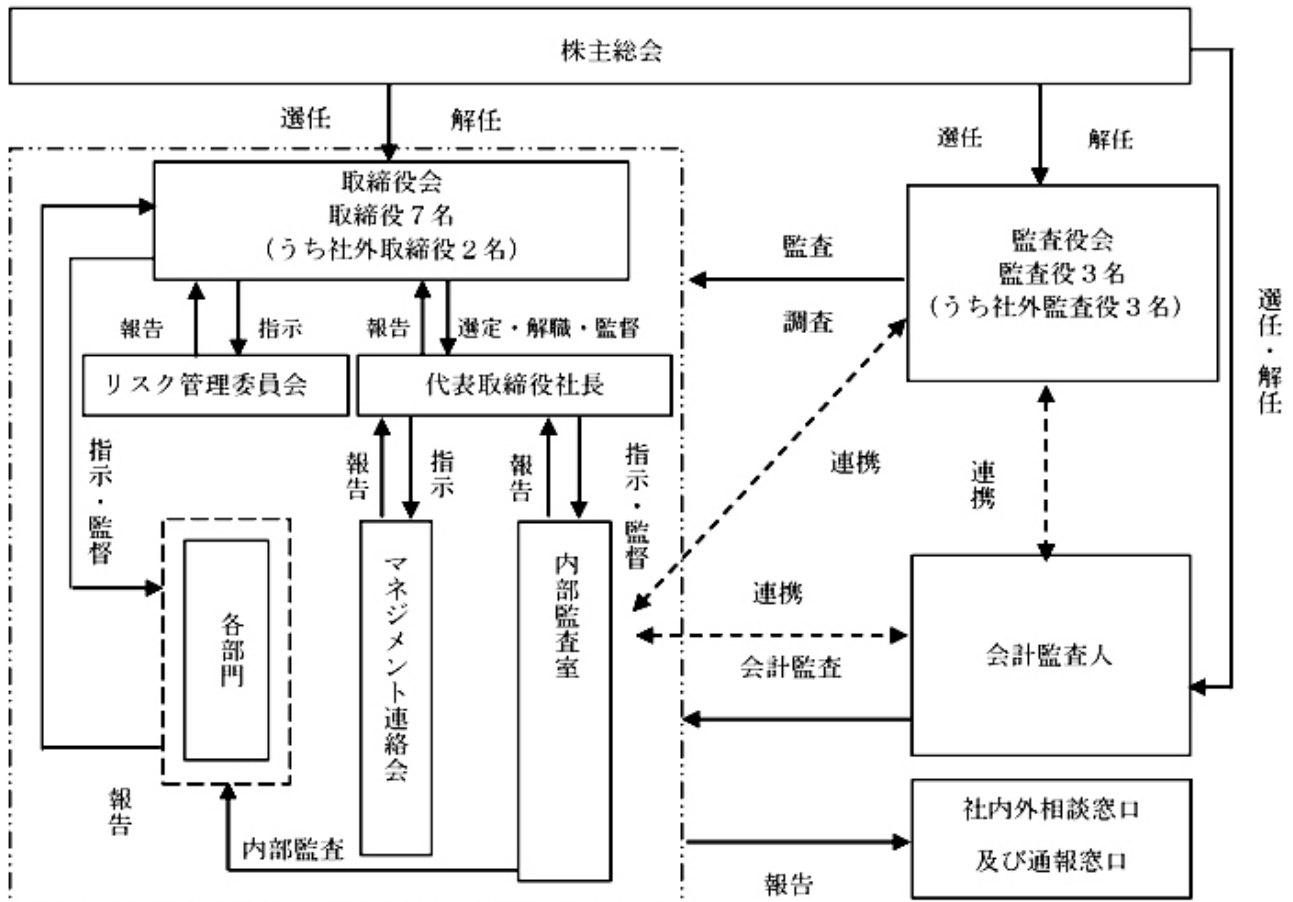 株主総会
選任
解任
選任
解任
取締役会
取締役７名
(うち社外取締役２名)
監査役会
監査役３名
(うち社外監査役３名)
監査
調査
選任・解任
報告
指示
報告
選定・解職・監督
リスク管理委員会
代表取締役社長
指示・監督
報告
指示
報告
指示・監督
連携
連携
各部門
マネジメント連絡会
内部監査室
連携
会計監査
会計監査人
報告
内部監査
報告
社内外相談窓口
及び通報窓口